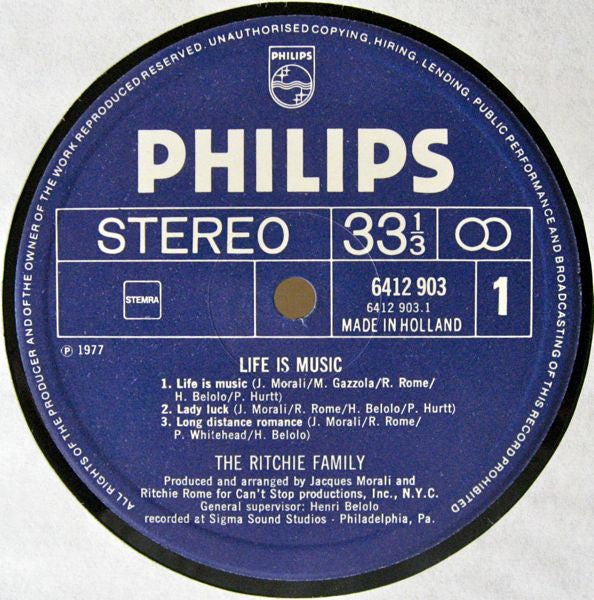 ALL RIGHTS OF THE PRODUCER AND OF THE OWNER OF THE WORK REPRODUCED RESERVED. UNAUTHORISED COPYING, HIRING, LENDING, PUBLIC PERFORMANCE AND BROADCASTING OF THIS RECORD PROHIBITED
PHILIPS
PHILIPS
STEREO 33 1/3
STEMRA
6412 903
6412 903.1
MADE IN HOLLAND
1
Ⓟ 1977
LIFE IS MUSIC
1. Life is music (J. Morali/M. Gazzola/R. Rome/
H. Belolo/P. Hurtt)
2. Lady luck (J. Morali/R. Rome/H. Belolo/P. Hurtt)
3. Long distance romance (J. Morali/R. Rome/
P. Whitehead/H. Belolo)
THE RITCHIE FAMILY
Produced and arranged by Jacques Morali and
Ritchie Rome for Can't Stop productions, Inc., N.Y.C.
General supervisor: Henri Belolo
recorded at Sigma Sound Studios - Philadelphia, Pa.